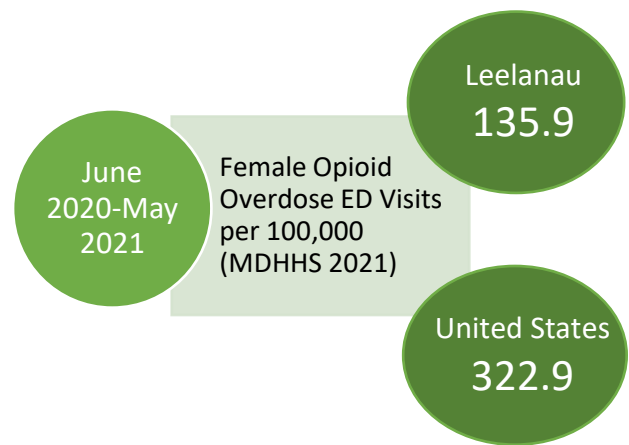 June
2020-May
2021
Female Opioid
Overdose ED Visits
per 100,000
(MDHHS 2021)
Leelanau
135.9
United States
322.9